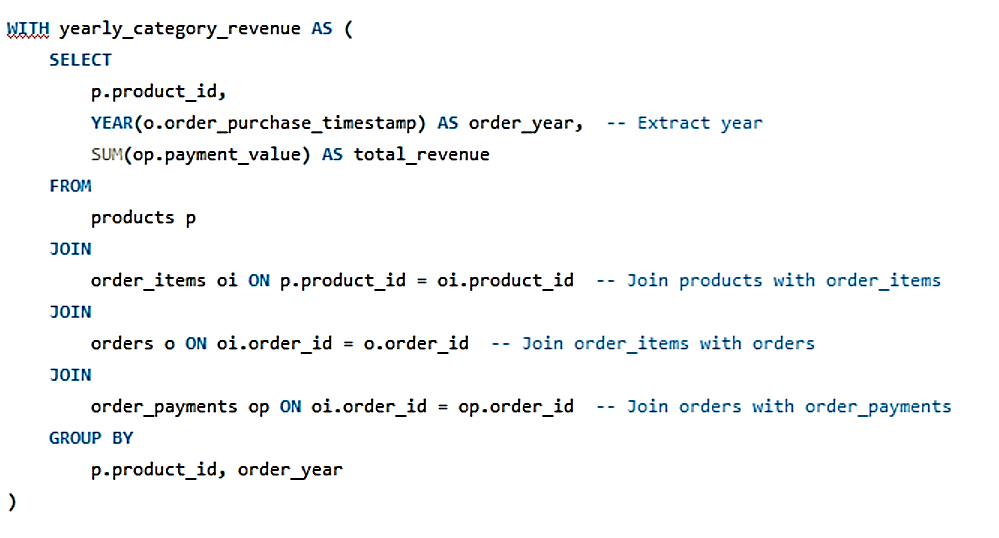 WITH yearly_category_revenue AS (
    SELECT
        p.product_id,
        YEAR(o.order_purchase_timestamp) AS order_year,  -- Extract year
        SUM(op.payment_value) AS total_revenue
    FROM
        products p
    JOIN
        order_items oi ON p.product_id = oi.product_id  -- Join products with order_items
    JOIN
        orders o ON oi.order_id = o.order_id  -- Join order_items with orders
    JOIN
        order_payments op ON oi.order_id = op.order_id  -- Join orders with order_payments
    GROUP BY
        p.product_id, order_year
)